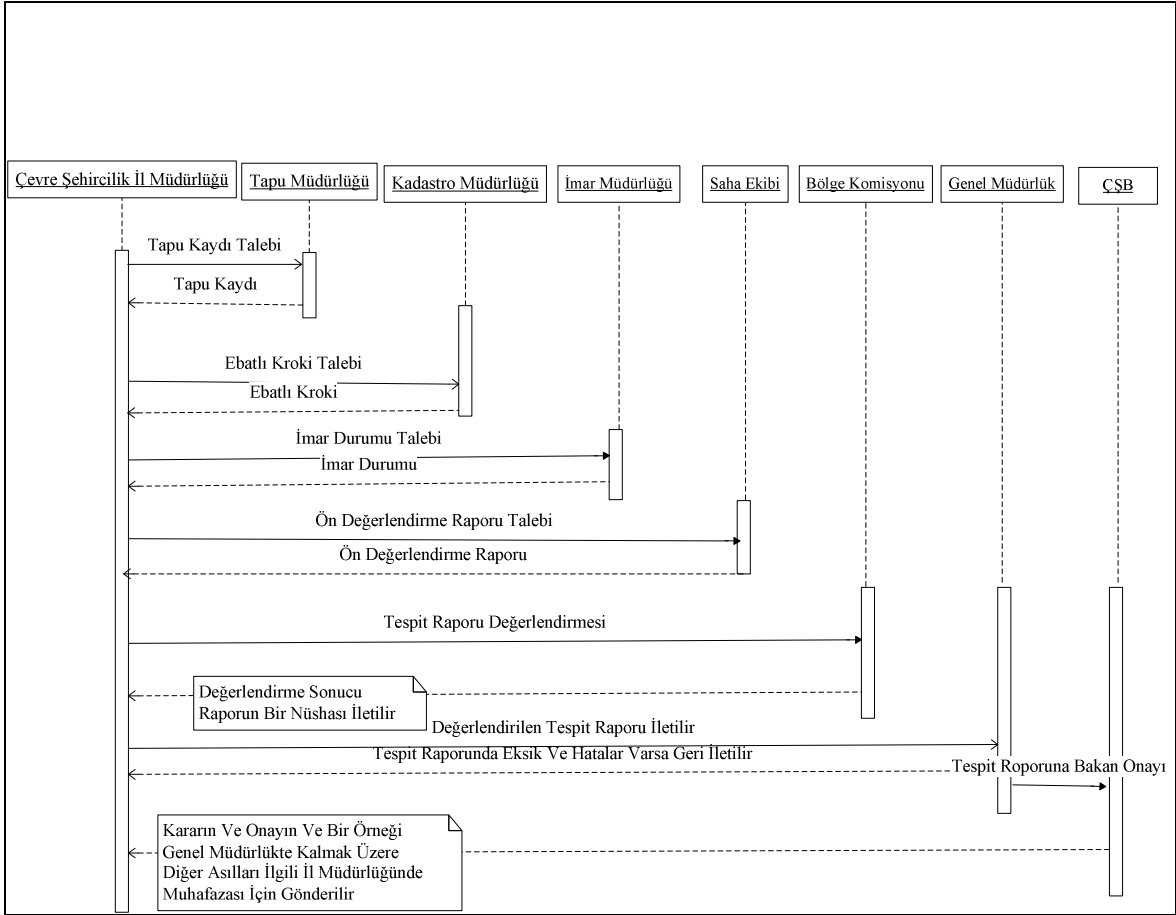 Çevre Şehircilik İl Müdürlüğü
Tapu Müdürlüğü
Kadastro Müdürlüğü
İmar Müdürlüğü
Saha Ekibi
Bölge Komisyonu
Genel Müdürlük
ÇŞB
Tapu Kaydı Talebi
Tapu Kaydı
Ebatlı Kroki Talebi
Ebatlı Kroki
İmar Durumu Talebi
İmar Durumu
Ön Değerlendirme Raporu Talebi
Ön Değerlendirme Raporu
Tespit Raporu Değerlendirmesi
Değerlendirme Sonucu
Raporun Bir Nüshası İletilir
Değerlendirilen Tespit Raporu İletilir
Tespit Raporunda Eksik Ve Hatalar Varsa Geri İletilir
Tespit Roporuna Bakan Onayı
Kararın Ve Onayın Ve Bir Örneği
Genel Müdürlükte Kalmak Üzere
Diğer Asılları İlgili İl Müdürlüğünde
Muhafazası İçin Gönderilir